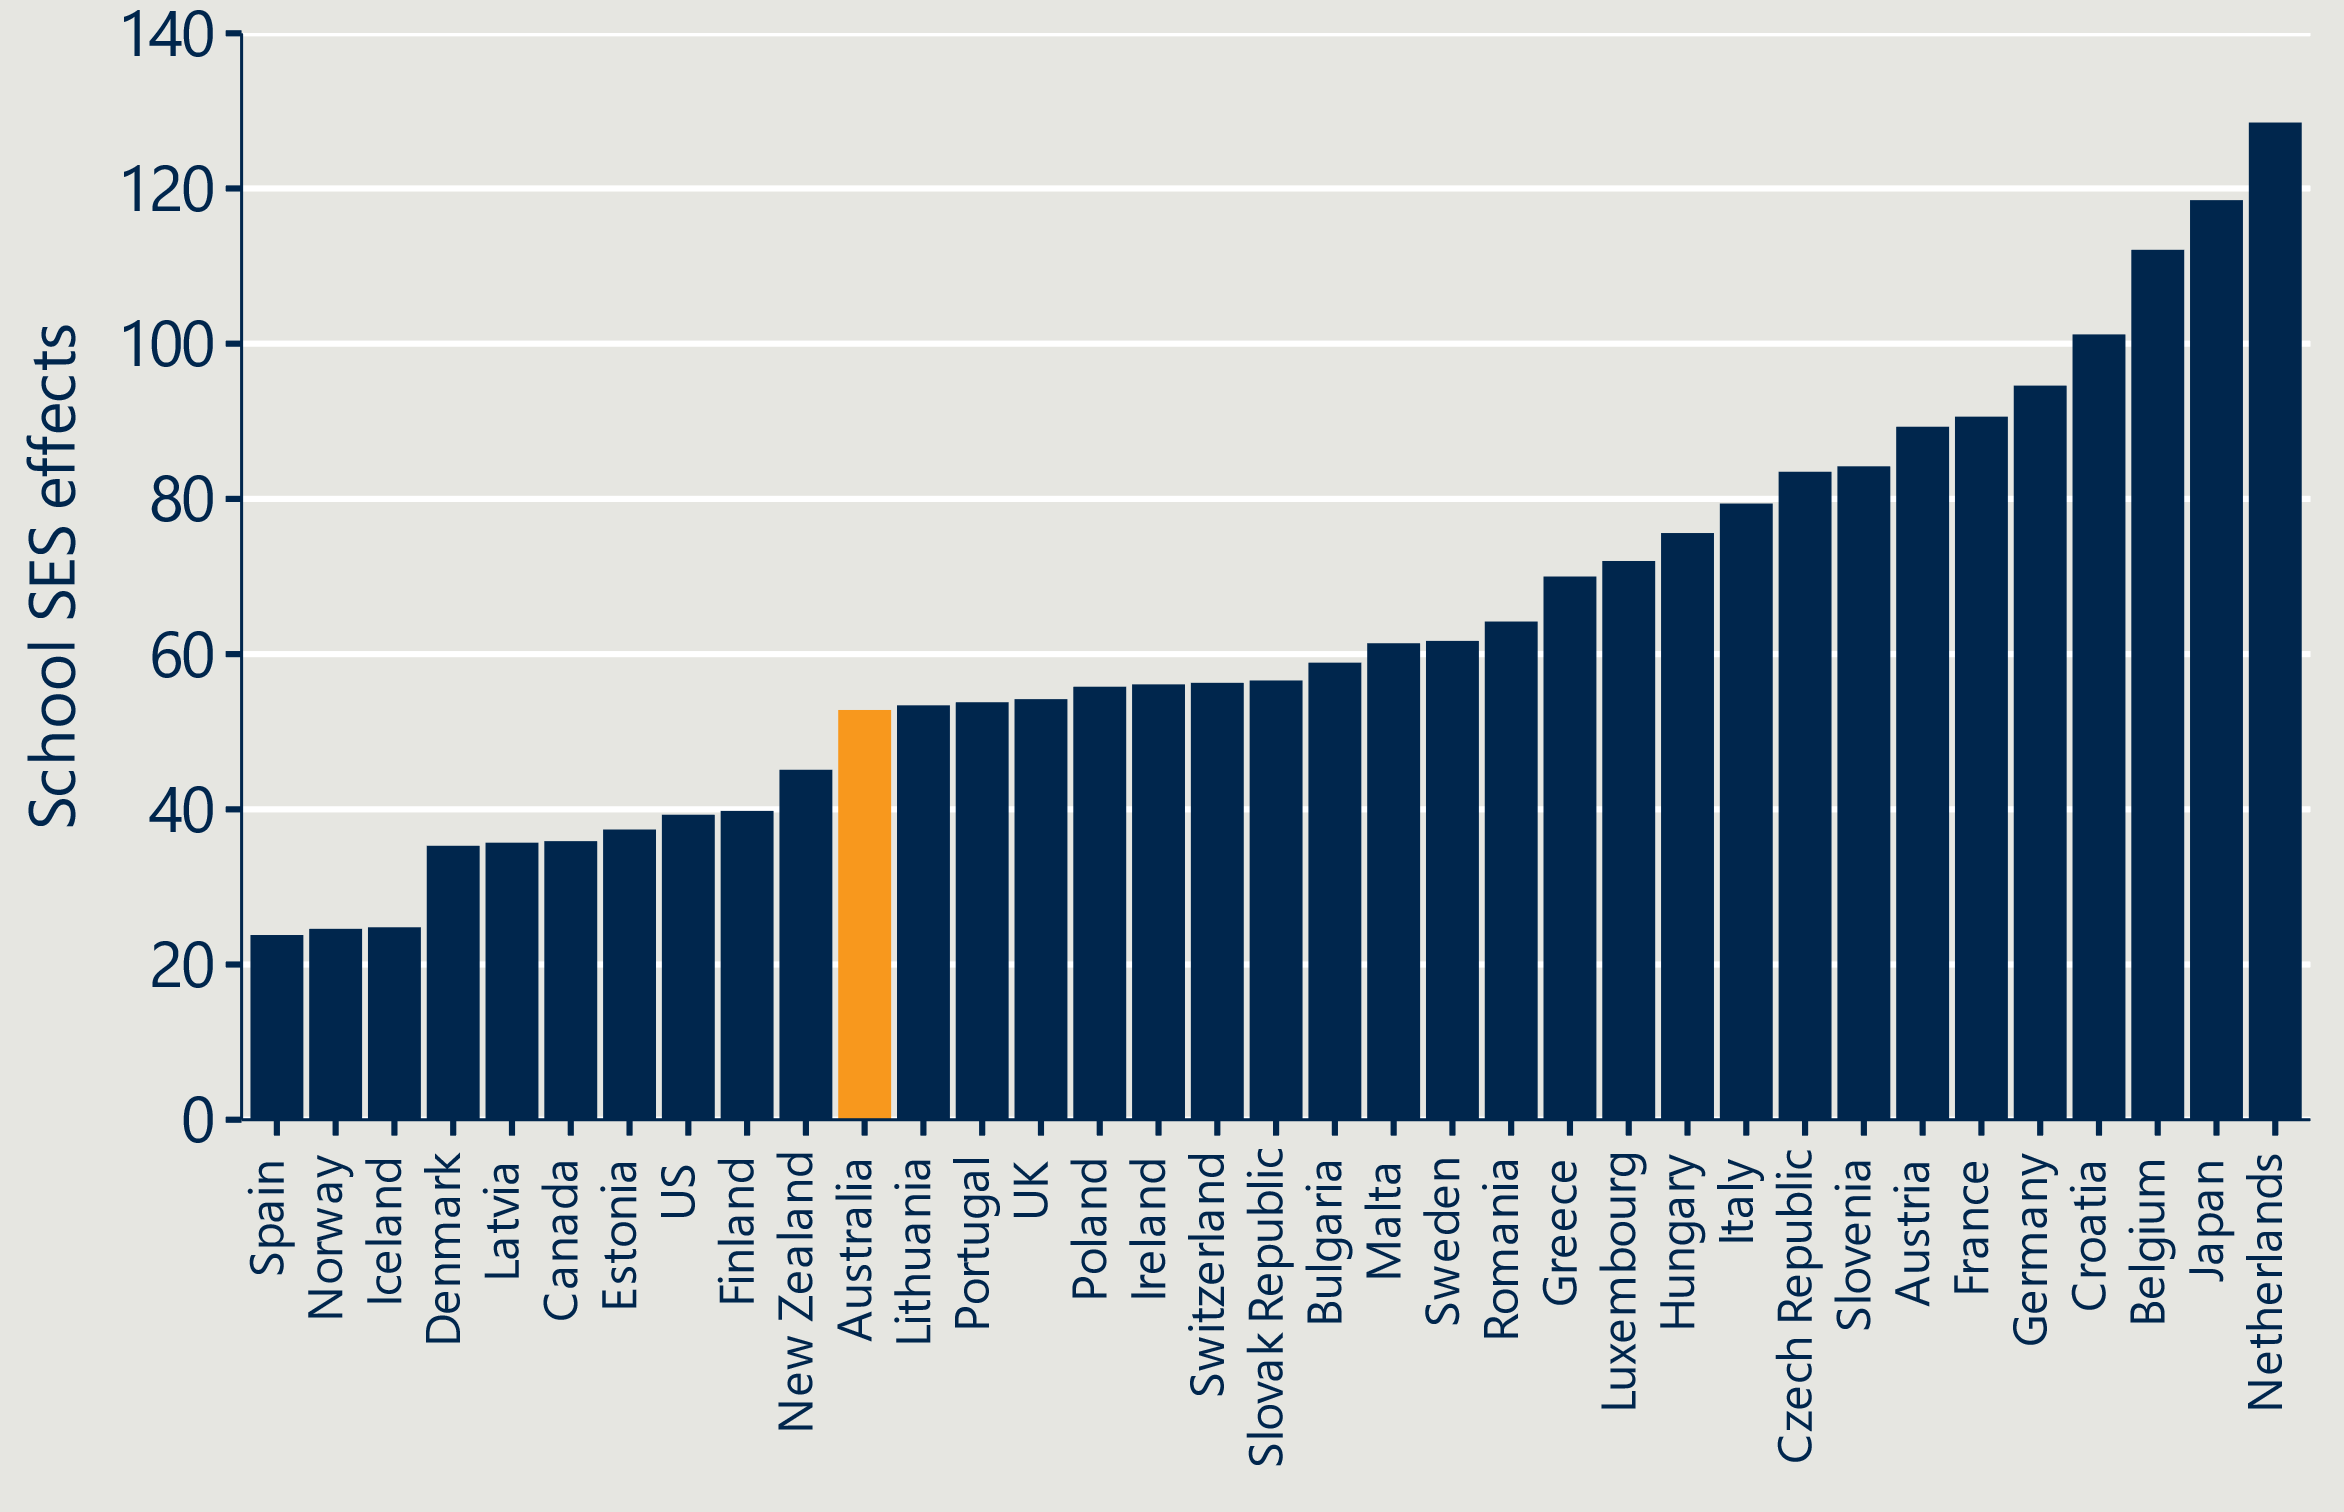 School SES effects
140
120
100
80
60
40
20
0
Spain
Norway
Iceland
Denmark
Latvia
Canada
Estonia
US
Finland
New Zealand
Australia
Lithuania
Portugal
UK
Poland
Ireland
Switzerland
Slovak Republic
Bulgaria
Malta
Sweden
Romania
Greece
Luxembourg
Hungary
Italy
Czech Republic
Slovenia
Austria
France
Germany
Croatia
Belgium
Japan
Netherlands